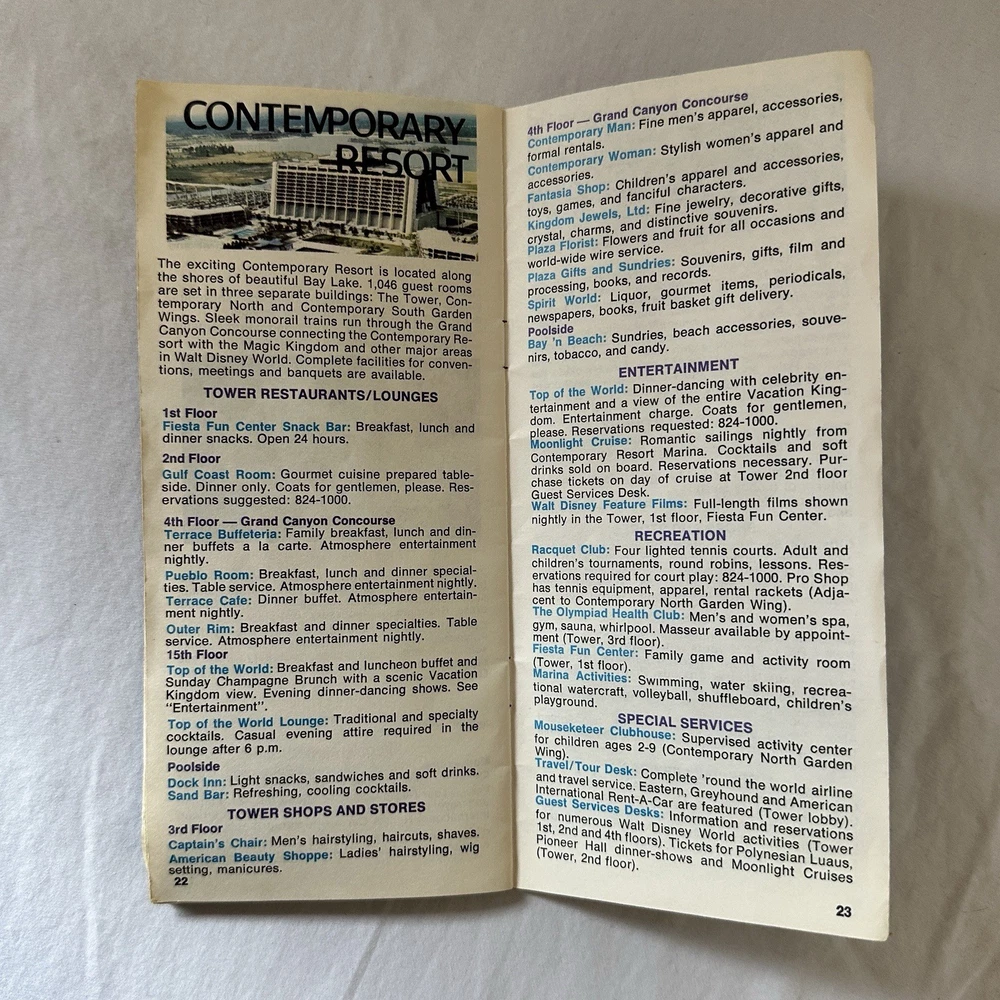 CONTEMPORARY
RESORT
The exciting Contemporary Resort is located along
the shores of beautiful Bay Lake. 1,046 guest rooms
are set in three separate buildings: The Tower, Con-
temporary North and Contemporary South Garden
Wings. Sleek monorail trains run through the Grand
Canyon Concourse connecting the Contemporary Re-
sort with the Magic Kingdom and other major areas
in Walt Disney World. Complete facilities for conven-
tions, meetings and banquets are available.
TOWER RESTAURANTS/LOUNGES
1st Floor
Fiesta Fun Center Snack Bar: Breakfast, lunch and
dinner snacks. Open 24 hours.
2nd Floor
Gulf Coast Room: Gourmet cuisine prepared table-
side. Dinner only. Coats for gentlemen, please. Res-
ervations suggested: 824-1000.
4th Floor — Grand Canyon Concourse
Terrace Buffeteria: Family breakfast, lunch and din-
ner buffets a la carte. Atmosphere entertainment
nightly.
Pueblo Room: Breakfast, lunch and dinner special-
ties. Table service. Atmosphere entertainment nightly.
Terrace Cafe: Dinner buffet. Atmosphere entertain-
ment nightly.
Outer Rim: Breakfast and dinner specialties. Table
service. Atmosphere entertainment nightly.
15th Floor
Top of the World: Breakfast and luncheon buffet and
Sunday Champagne Brunch with a scenic Vacation
Kingdom view. Evening dinner-dancing shows. See
“Entertainment”.
Top of the World Lounge: Traditional and specialty
cocktails. Casual evening attire required in the
lounge after 6 p.m.
Poolside
Dock Inn: Light snacks, sandwiches and soft drinks.
Sand Bar: Refreshing, cooling cocktails.
TOWER SHOPS AND STORES
3rd Floor
Captain's Chair: Men's hairstyling, haircuts, shaves.
American Beauty Shoppe: Ladies' hairstyling, wig
setting, manicures.
22
4th Floor — Grand Canyon Concourse
Contemporary Man: Fine men's apparel, accessories,
formal rentals.
Contemporary Woman: Stylish women's apparel and
accessories.
Fantasia Shop: Children's apparel and accessories,
toys, games, and fanciful characters.
Kingdom Jewels, Ltd: Fine jewelry, decorative gifts,
crystal, charms, and distinctive souvenirs.
Plaza Florist: Flowers and fruit for all occasions and
world-wide wire service.
Plaza Gifts and Sundries: Souvenirs, gifts, film and
processing, books, and records.
Spirit World: Liquor, gourmet items, periodicals,
newspapers, books, fruit basket gift delivery.
Poolside
Bay 'n Beach: Sundries, beach accessories, souve-
nirs, tobacco, and candy.
ENTERTAINMENT
Top of the World: Dinner-dancing with celebrity en-
tertainment and a view of the entire Vacation King-
dom. Entertainment charge. Coats for gentlemen,
please. Reservations requested: 824-1000.
Moonlight Cruise: Romantic sailings nightly from
Contemporary Resort Marina. Cocktails and soft
drinks sold on board. Reservations necessary. Pur-
chase tickets on day of cruise at Tower 2nd floor
Guest Services Desk.
Walt Disney Feature Films: Full-length films shown
nightly in the Tower, 1st floor, Fiesta Fun Center.
RECREATION
Racquet Club: Four lighted tennis courts. Adult and
children's tournaments, round robins, lessons. Res-
ervations required for court play: 824-1000. Pro Shop
has tennis equipment, apparel, rental rackets (Adja-
cent to Contemporary North Garden Wing).
The Olympiad Health Club: Men's and women's spa,
gym, sauna, whirlpool. Masseur available by appoint-
ment (Tower, 3rd floor).
Fiesta Fun Center: Family game and activity room
(Tower, 1st floor).
Marina Activities: Swimming, water skiing, recrea-
tional watercraft, volleyball, shuffleboard, children's
playground.
SPECIAL SERVICES
Mouseketeer Clubhouse: Supervised activity center
for children ages 2-9 (Contemporary North Garden
Wing).
Travel/Tour Desk: Complete 'round the world airline
and travel service. Eastern, Greyhound and American
International Rent-A-Car are featured (Tower lobby).
Guest Services Desks: Information and reservations
for numerous Walt Disney World activities (Tower
1st, 2nd and 4th floors). Tickets for Polynesian Luaus,
Pioneer Hall dinner-shows and Moonlight Cruises
(Tower, 2nd floor).
23